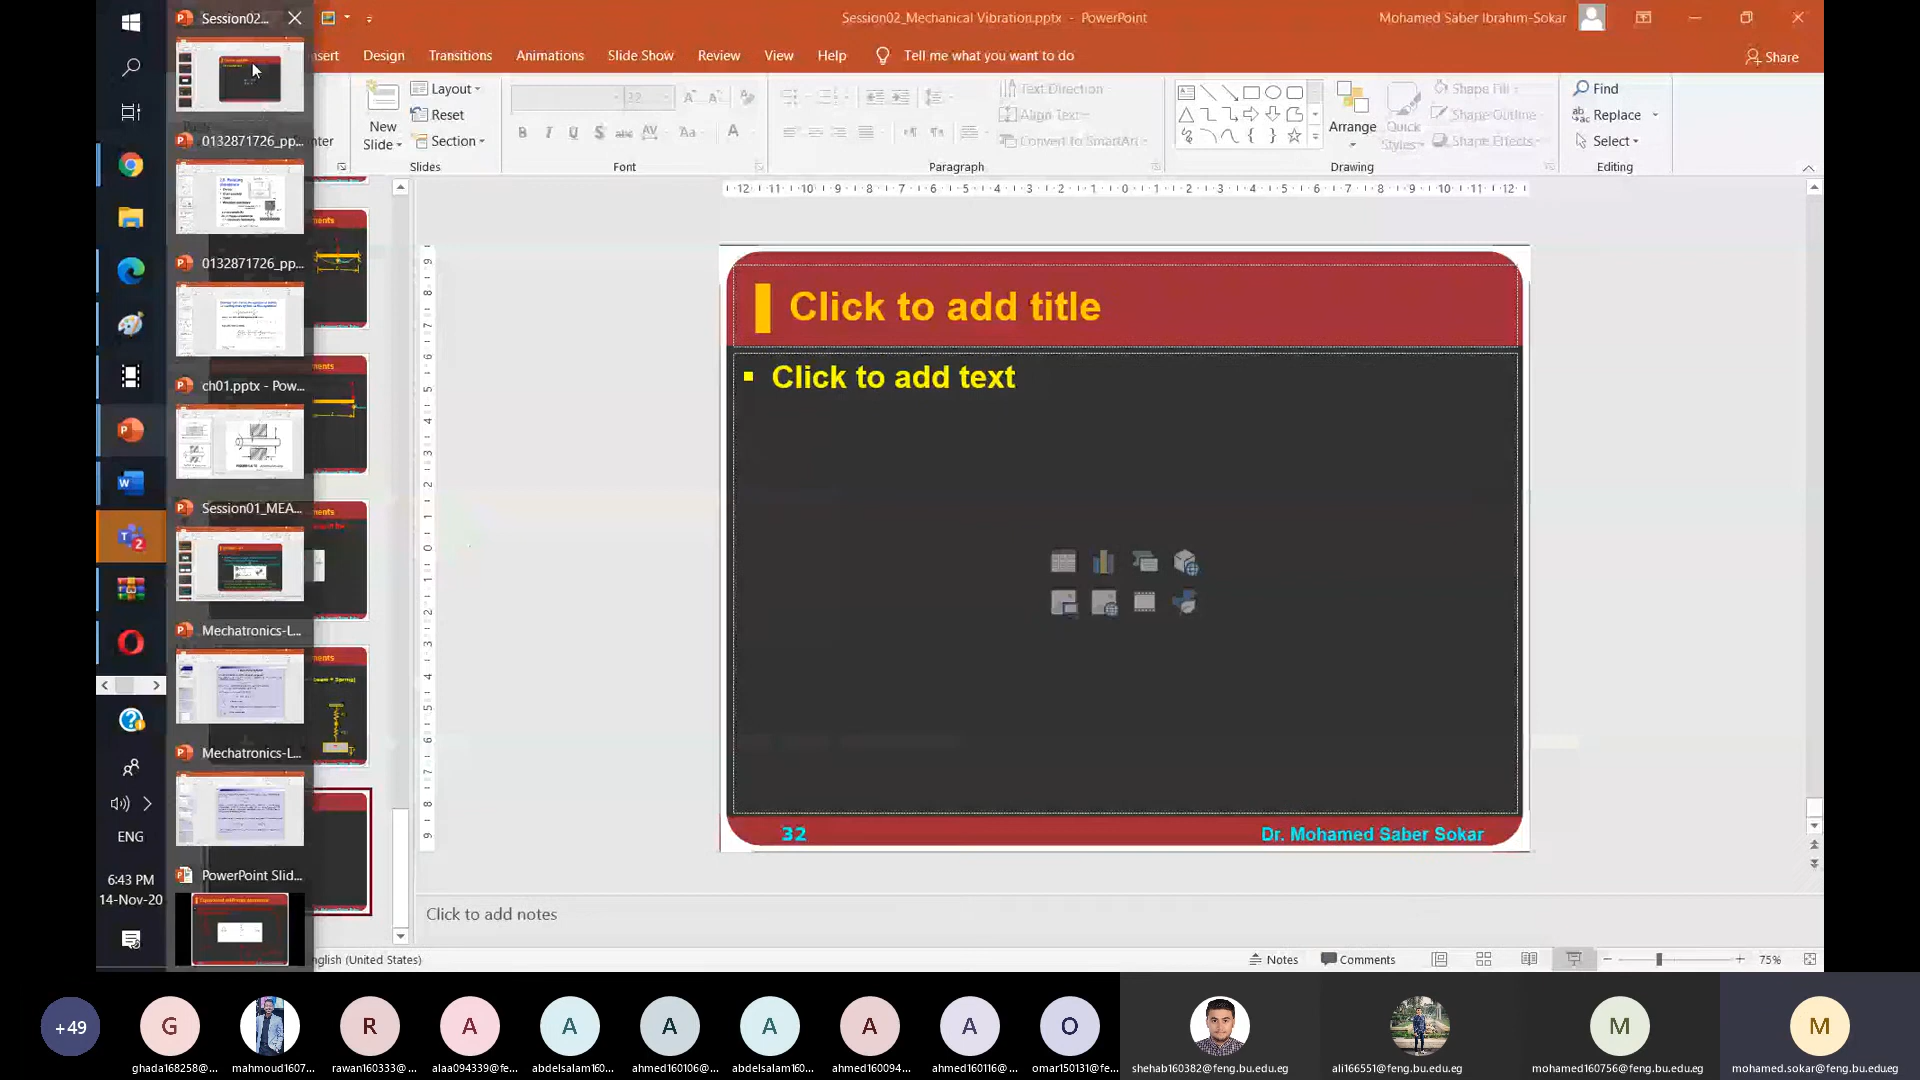 Session02...
Session02_Mechanical Vibration.pptx - PowerPoint
Mohamed Saber Ibrahim-Sokar
Design
Transitions
Animations
Slide Show
Review
View
Help
Tell me what you want to do
Share
New
Slide
Layout
Reset
Section
Slides
Font
Text Direction
Align Text
Convert to SmartArt
Paragraph
Arrange
Quick
Styles
Shape Fill
Shape Outline
Shape Effects
Drawing
Find
Replace
Select
Editing
0132871726_pp...
0132871726_pp...
ch01.pptx - Pow...
Session01_MEA...
Mechatronics-L...
Mechatronics-L...
PowerPoint Slid...
Click to add title
Click to add text
32
Dr. Mohamed Saber Sokar
Click to add notes
ENG
6:43 PM
14-Nov-20
nglish (United States)
Notes
Comments
75%
+49
G
R
A
A
A
A
A
A
O
M
M
ghada168258@...
mahmoud1607...
rawan160333@...
alaa094339@fe...
abdelsalam160...
ahmed160106@...
abdelsalam160...
ahmed160094...
ahmed160116@...
omar150131@fe...
shehab160382@feng.bu.edu.eg
ali166551@feng.bu.edu.eg
mohamed160756@feng.bu.edu.eg
mohamed.sokar@feng.bu.edu.eg